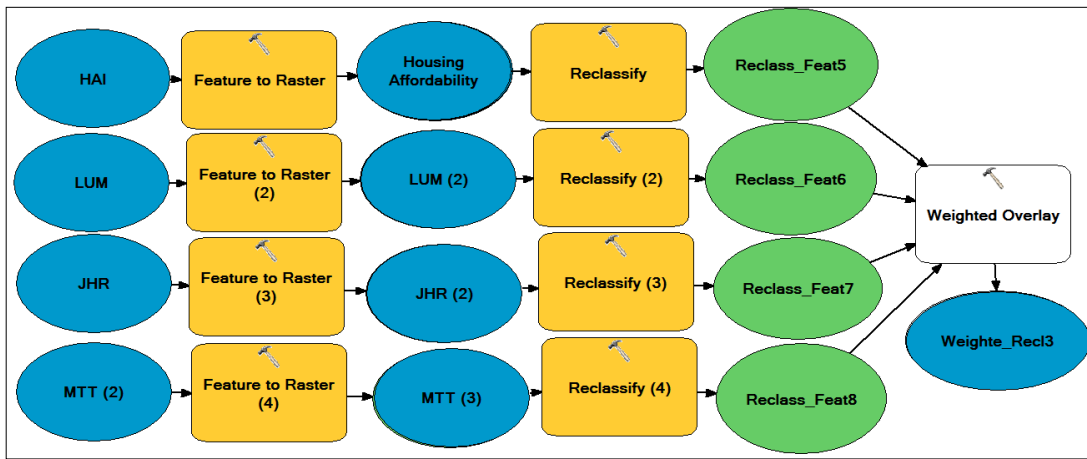 HAI
Feature to Raster
Housing
Affordability
Reclassify
Reclass_Feat5
LUM
Feature to Raster
(2)
LUM (2)
Reclassify (2)
Reclass_Feat6
Weighted Overlay
JHR
Feature to Raster
(3)
JHR (2)
Reclassify (3)
Reclass_Feat7
Weighte_Recl3
MTT (2)
Feature to Raster
(4)
MTT (3)
Reclassify (4)
Reclass_Feat8